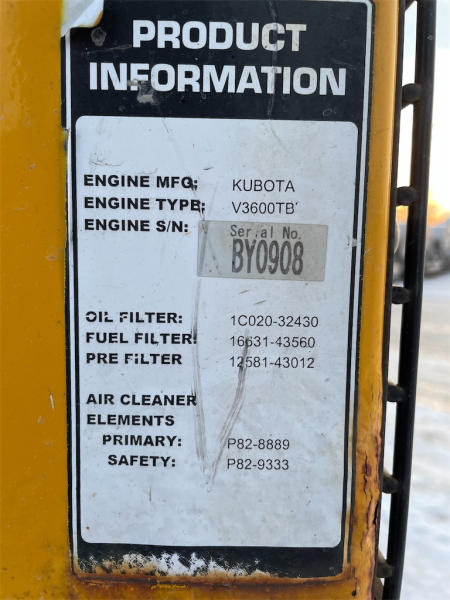 PRODUCT
INFORMATION
ENGINE MFG: KUBOTA
ENGINE TYPE: V3600TB
ENGINE S/N: Serial No.
BY0908
OIL FILTER: 1C020-32430
FUEL FILTER: 16631-43560
PRE FILTER 12581-43012
AIR CLEANER
ELEMENTS
PRIMARY: P82-8889
SAFETY: P82-9333